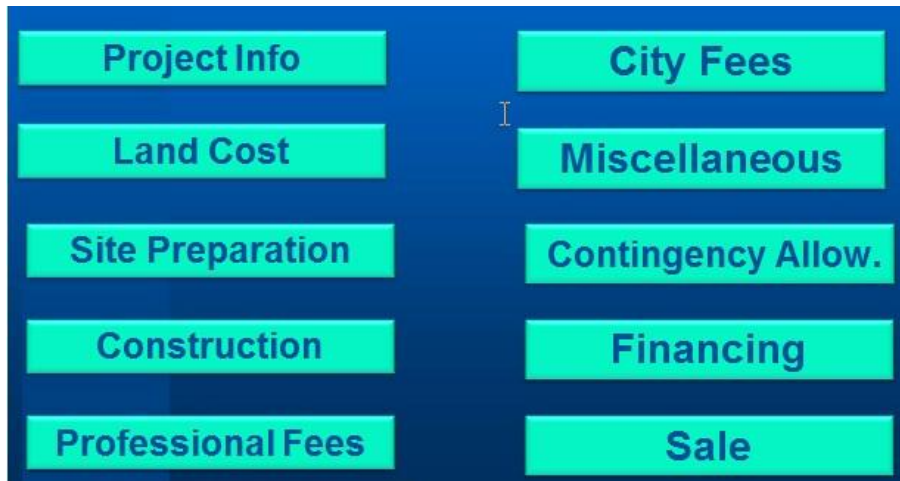 Project Info
Land Cost
Site Preparation
Construction
Professional Fees
City Fees
Miscellaneous
Contingency Allow.
Financing
Sale